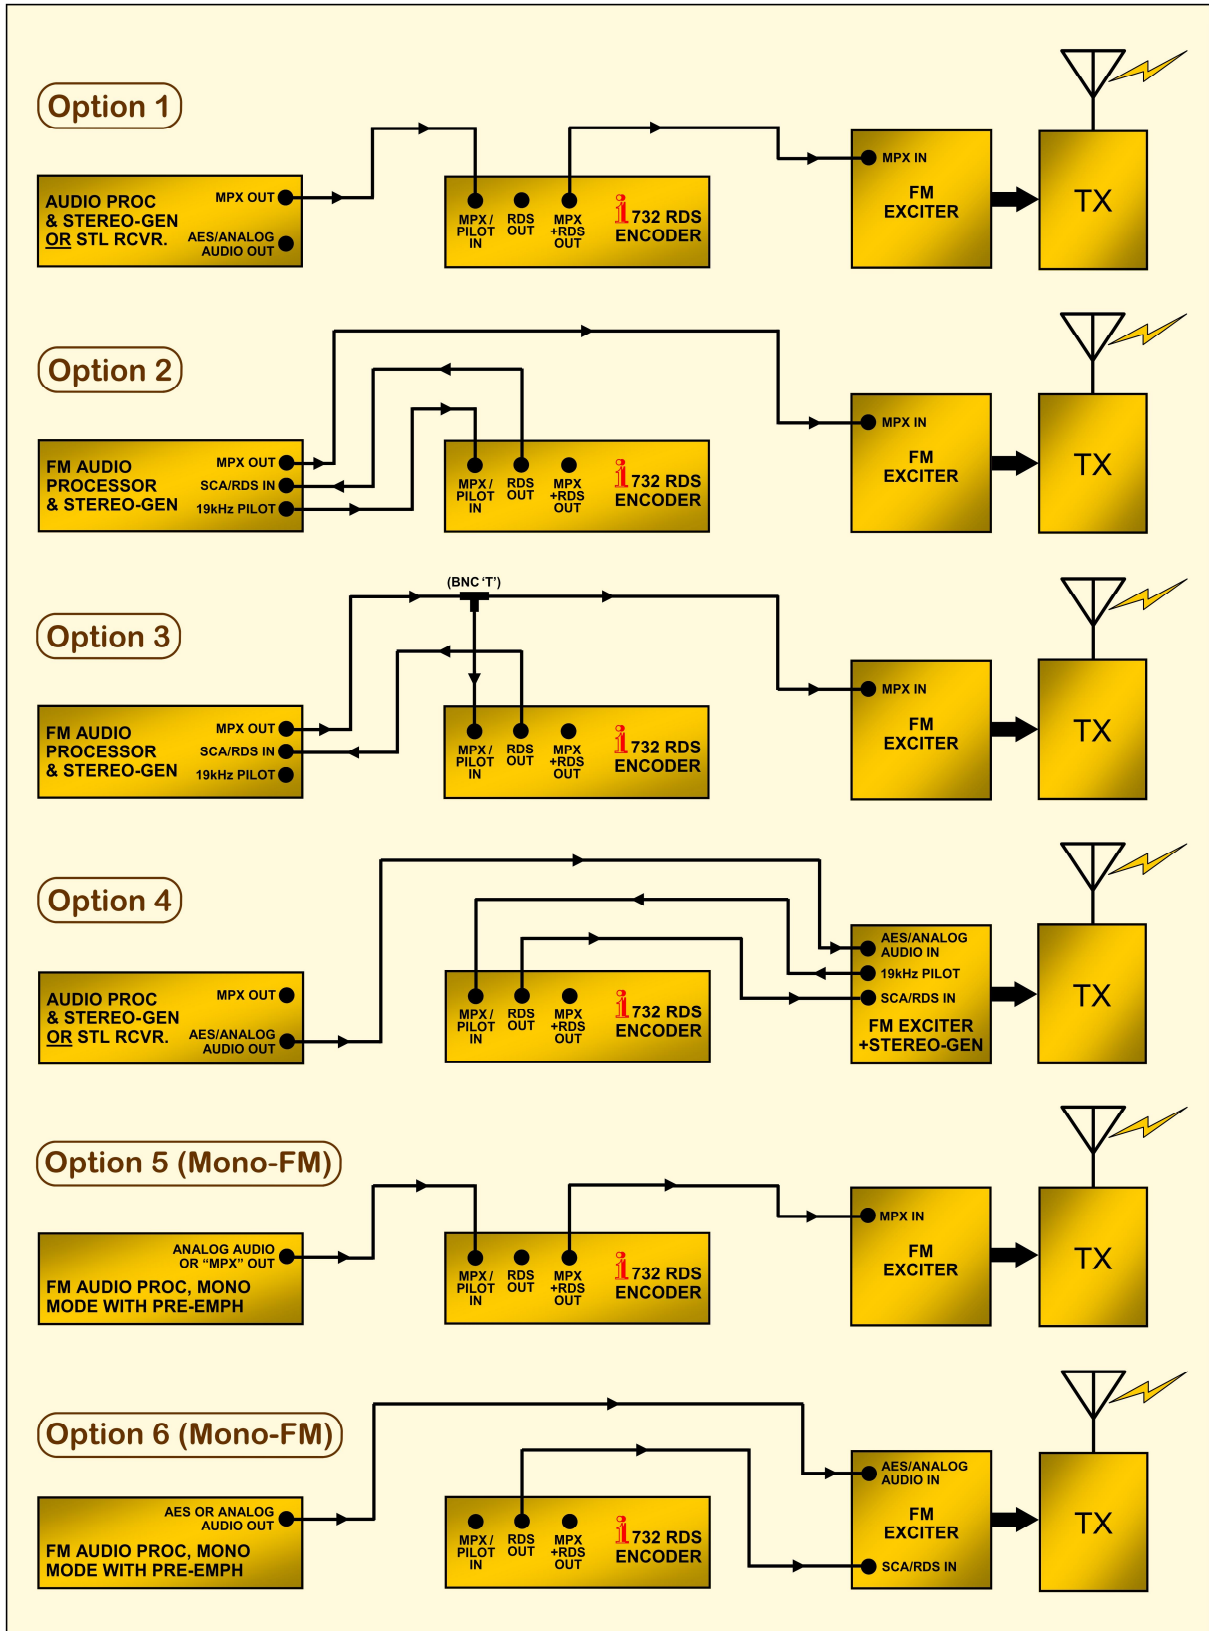 Option 1
AUDIO PROC
& STEREO-GEN
OR STL RCVR.
MPX OUT
AES/ANALOG
AUDIO OUT
MPX /
PILOT
IN
RDS
OUT
MPX
+RDS
OUT
i732 RDS
ENCODER
MPX IN
FM
EXCITER
TX
Option 2
FM AUDIO
PROCESSOR
& STEREO-GEN
MPX OUT
SCA/RDS IN
19kHz PILOT
MPX /
PILOT
IN
RDS
OUT
MPX
+RDS
OUT
i732 RDS
ENCODER
MPX IN
FM
EXCITER
TX
Option 3
(BNC ‘T’)
FM AUDIO
PROCESSOR
& STEREO-GEN
MPX OUT
SCA/RDS IN
19kHz PILOT
MPX /
PILOT
IN
RDS
OUT
MPX
+RDS
OUT
i732 RDS
ENCODER
MPX IN
FM
EXCITER
TX
Option 4
AUDIO PROC
& STEREO-GEN
OR STL RCVR.
MPX OUT
AES/ANALOG
AUDIO OUT
MPX /
PILOT
IN
RDS
OUT
MPX
+RDS
OUT
i732 RDS
ENCODER
AES/ANALOG
AUDIO IN
19kHz PILOT
SCA/RDS IN
FM EXCITER
+STEREO-GEN
TX
Option 5 (Mono-FM)
ANALOG AUDIO
OR “MPX” OUT
FM AUDIO PROC, MONO
MODE WITH PRE-EMPH
MPX /
PILOT
IN
RDS
OUT
MPX
+RDS
OUT
i732 RDS
ENCODER
MPX IN
FM
EXCITER
TX
Option 6 (Mono-FM)
AES OR ANALOG
AUDIO OUT
FM AUDIO PROC, MONO
MODE WITH PRE-EMPH
MPX /
PILOT
IN
RDS
OUT
MPX
+RDS
OUT
i732 RDS
ENCODER
AES/ANALOG
AUDIO IN
FM
EXCITER
SCA/RDS IN
TX